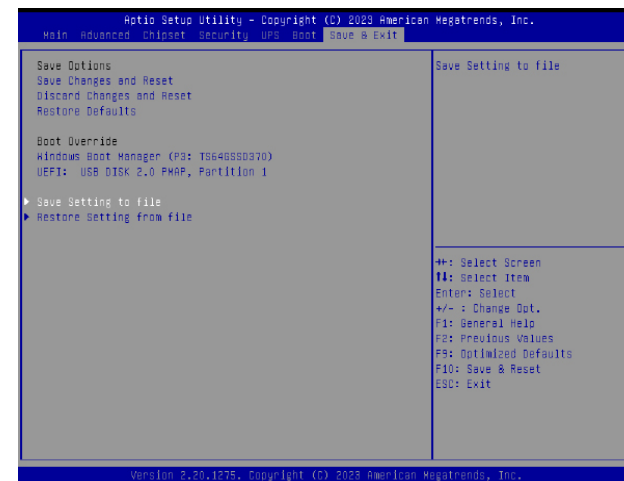 Aptio Setup Utility – Copyright (C) 2023 American Megatrends, Inc.
Main Advanced Chipset Security UPS Boot Save & Exit
Save Options
Save Changes and Reset
Discard Changes and Reset
Restore Defaults
Boot Override
Windows Boot Manager (P3: TS64GSSD370)
UEFI: USB DISK 2.0 PMAP, Partition 1
Save Setting to file
Restore Setting from file
Save Setting to file
→←: Select Screen
↑↓: Select Item
Enter: Select
+/- : Change Opt.
F1: General Help
F2: Previous Values
F9: Optimized Defaults
F10: Save & Reset
ESC: Exit
Version 2.20.1275. Copyright (C) 2023 American Megatrends, Inc.